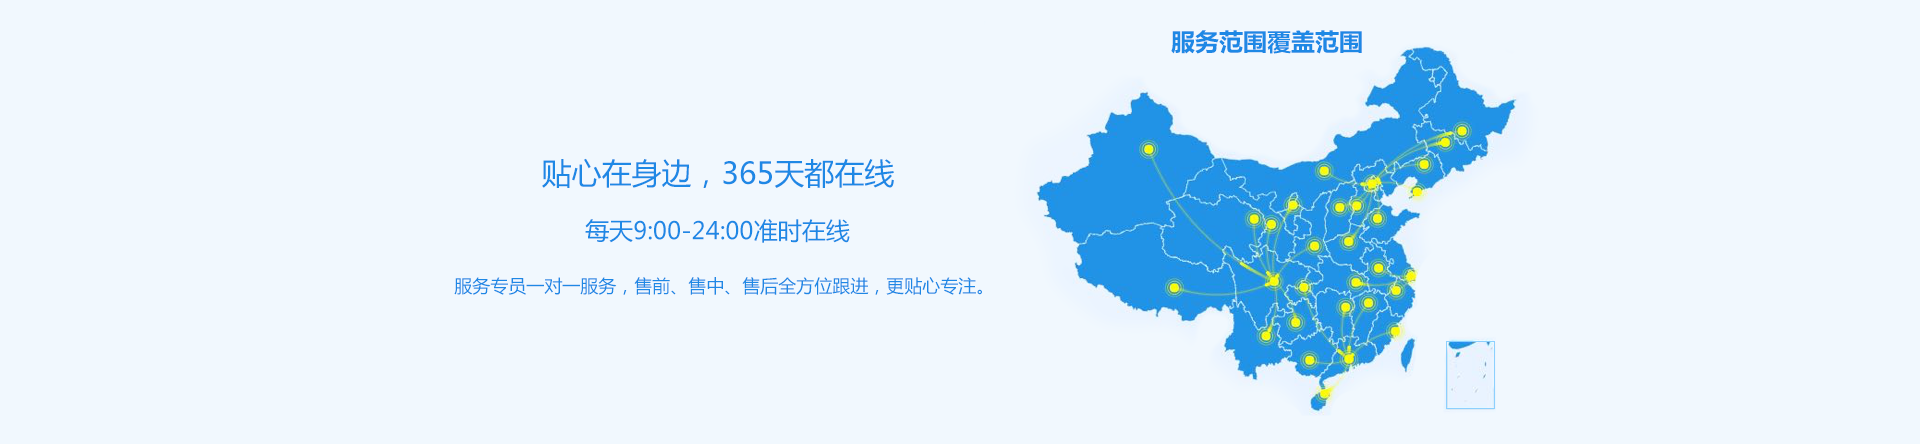 服务范围覆盖范围
贴心在身边，365天都在线
每天9:00-24:00准时在线
服务专员一对一服务，售前、售中、售后全方位跟进，更贴心专注。